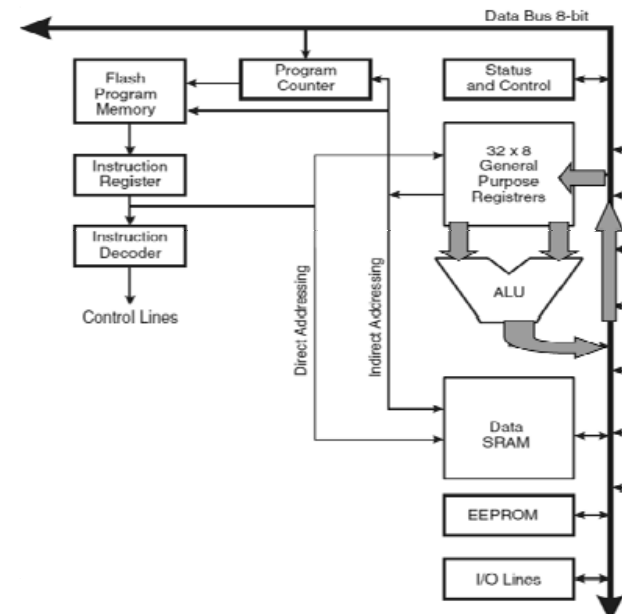 Data Bus 8-bit
Flash
Program
Memory
Program
Counter
Status
and Control
Instruction
Register
32 x 8
General
Purpose
Registrers
Instruction
Decoder
Control Lines
Direct Addressing
Indirect Addressing
ALU
Data
SRAM
EEPROM
I/O Lines